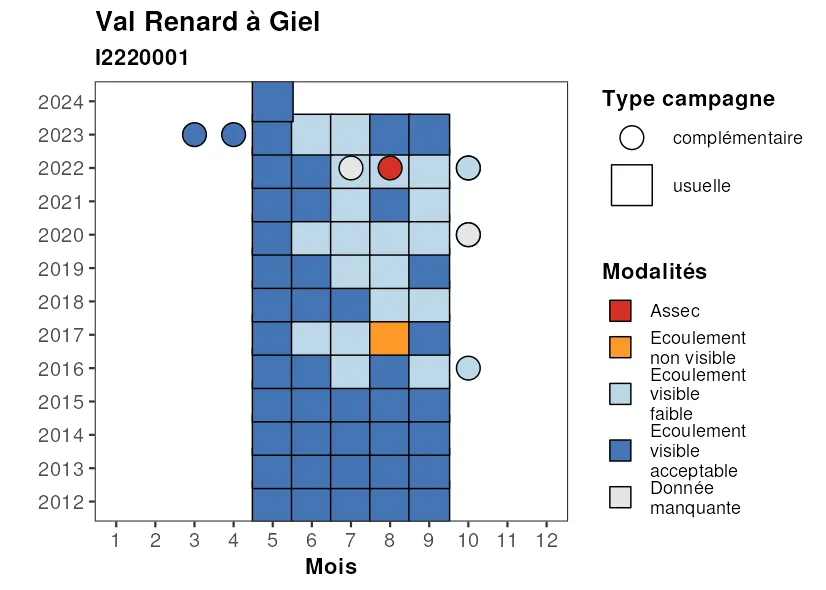 Val Renard à Giel
I2220001
2024
2023
2022
2021
2020
2019
2018
2017
2016
2015
2014
2013
2012
1 2 3 4 5 6 7 8 9 10 11 12
Mois
Type campagne
complémentaire
usuelle
Modalités
Assec
Ecoulement
non visible
Ecoulement
visible
faible
Ecoulement
visible
acceptable
Donnée
manquante